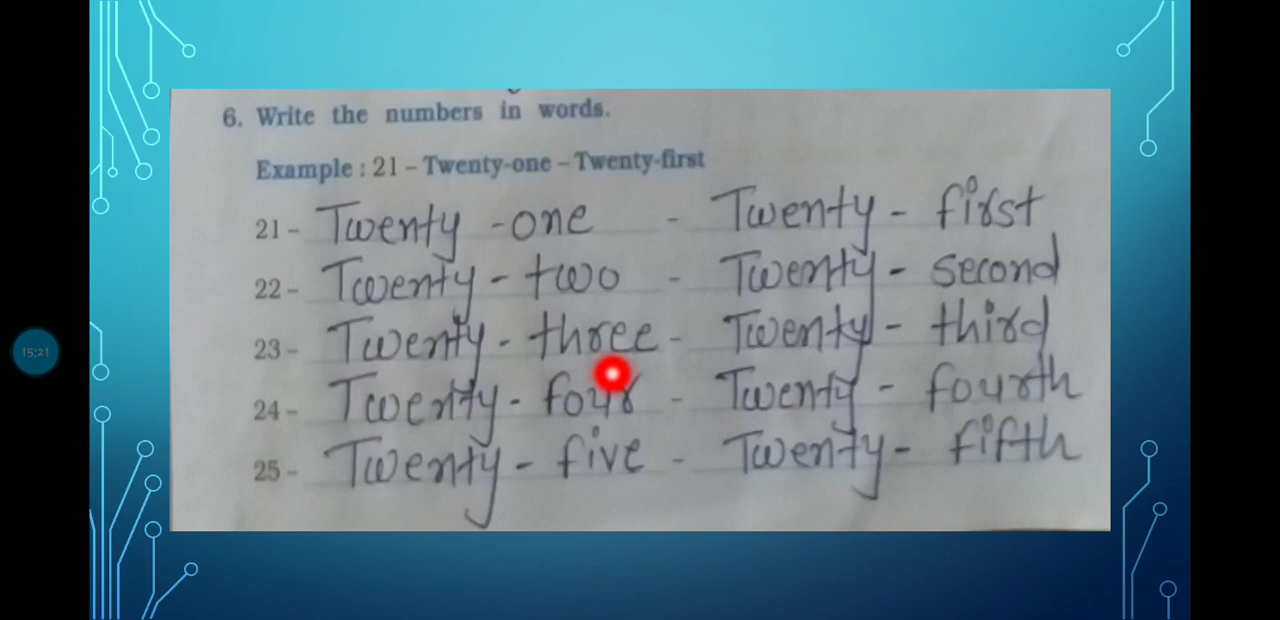 6. Write the numbers in words.
Example : 21 – Twenty-one – Twenty-first
21 – Twenty - one - Twenty - first
22 – Twenty - two - Twenty - second
23 – Twenty - three - Twenty - third
24 – Twenty - four - Twenty - fourth
25 – Twenty - five - Twenty - fifth
15:21